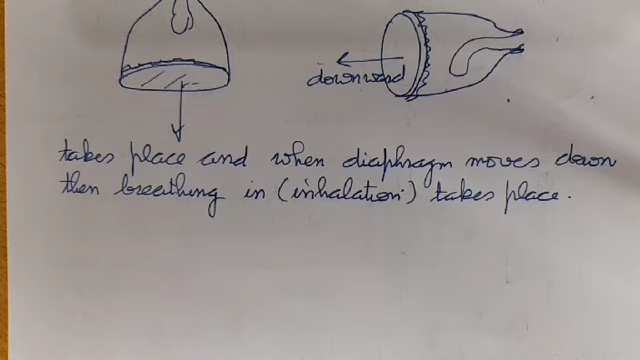 downward
takes place and when diaphragm moves down
then breathing in (inhalation) takes place.